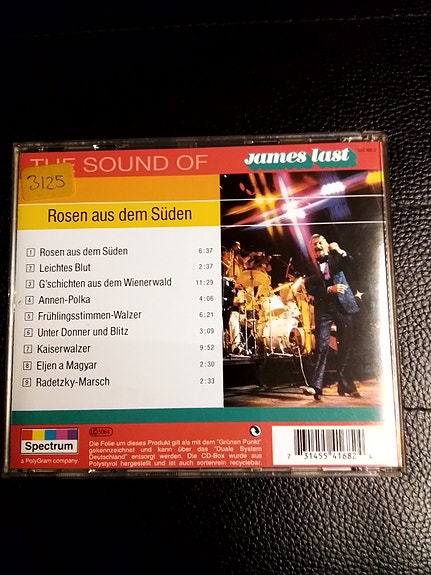 THE SOUND OF
james last
3125
Rosen aus dem Süden
1 Rosen aus dem Süden 6:37
2 Leichtes Blut 2:37
3 G'schichten aus dem Wienerwald 11:29
4 Annen-Polka 4:06
5 Frühlingsstimmen-Walzer 6:21
6 Unter Donner und Blitz 3:09
7 Kaiserwalzer 9:52
8 Eljen a Magyar 2:30
9 Radetzky-Marsch 2:33
Spectrum
a PolyGram company
Die Folie um dieses Produkt gilt als mit dem "Grünen Punkt"
gekennzeichnet und kann über das "Duale System
Deutschland" entsorgt werden. Die CD-Box wurde aus
Polystyrol hergestellt und ist auch sortenrein recyclebar.
7 31455 41682 4